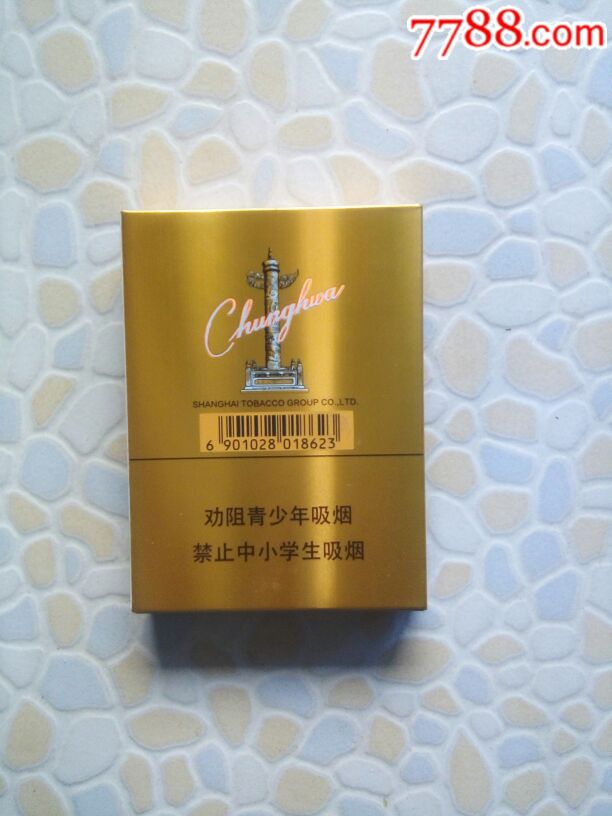 7788.com
Chunghwa
SHANGHAI TOBACCO GROUP CO.,LTD.
6 901028 018623
劝阻青少年吸烟
禁止中小学生吸烟